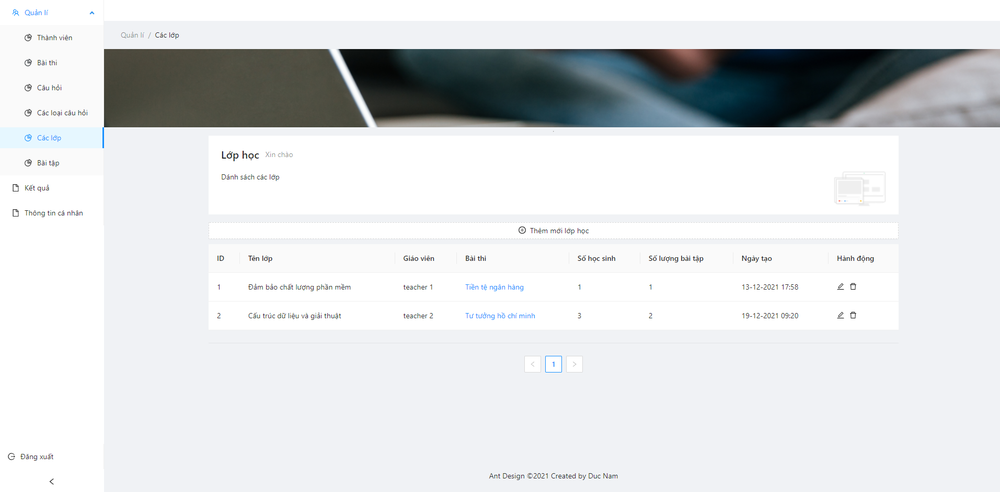 Quản lí
Thành viên
Bài thi
Câu hỏi
Các loại câu hỏi
Các lớp
Bài tập
Kết quả
Thông tin cá nhân
Đăng xuất
Quản lí / Các lớp
Lớp học Xin chào
Dánh sách các lớp
Thêm mới lớp học
ID Tên lớp Giáo viên Bài thi Số học sinh Số lượng bài tập Ngày tạo Hành động
1 Đảm bảo chất lượng phần mềm teacher 1 Tiền tệ ngân hàng 1 1 13-12-2021 17:58
2 Cấu trúc dữ liệu và giải thuật teacher 2 Tư tưởng hồ chí minh 3 2 19-12-2021 09:20
1
Ant Design ©2021 Created by Duc Nam